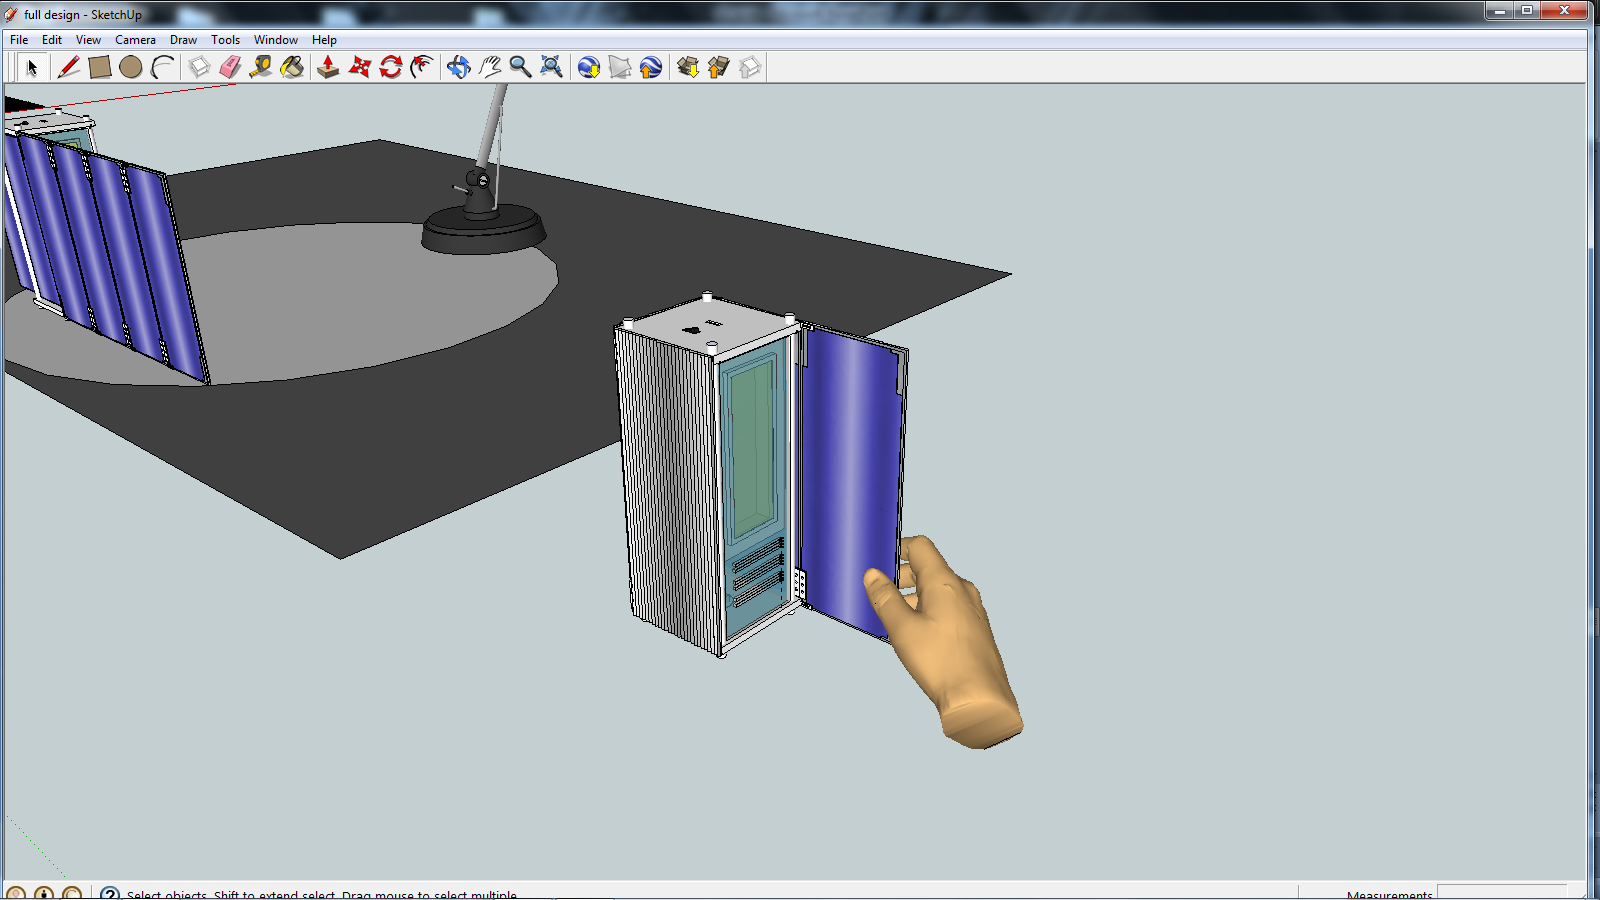 full design - SketchUp
File Edit View Camera Draw Tools Window Help
Select objects. Shift to extend select. Drag mouse to select multiple.
Measurements